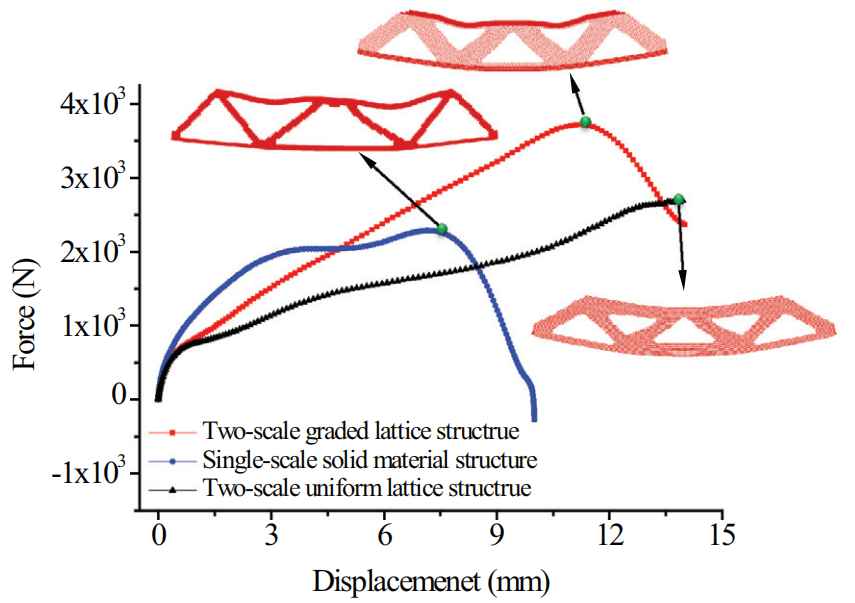 4x10³
3x10³
2x10³
1x10³
0
-1x10³
Force (N)
Two-scale graded lattice structrue
Single-scale solid material structure
Two-scale uniform lattice structrue
0 3 6 9 12 15
Displacemenet (mm)